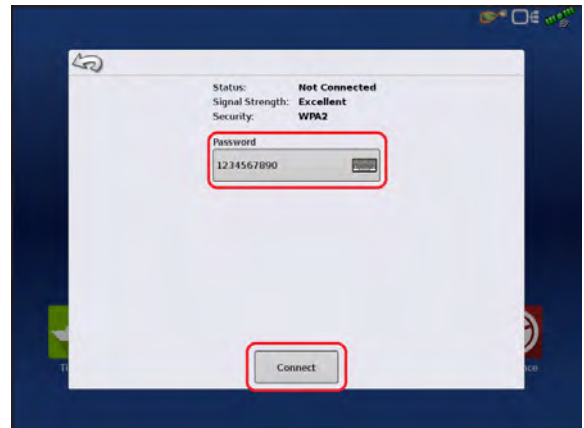 Status: Not Connected
Signal Strength: Excellent
Security: WPA2
Password
1234567890
Connect